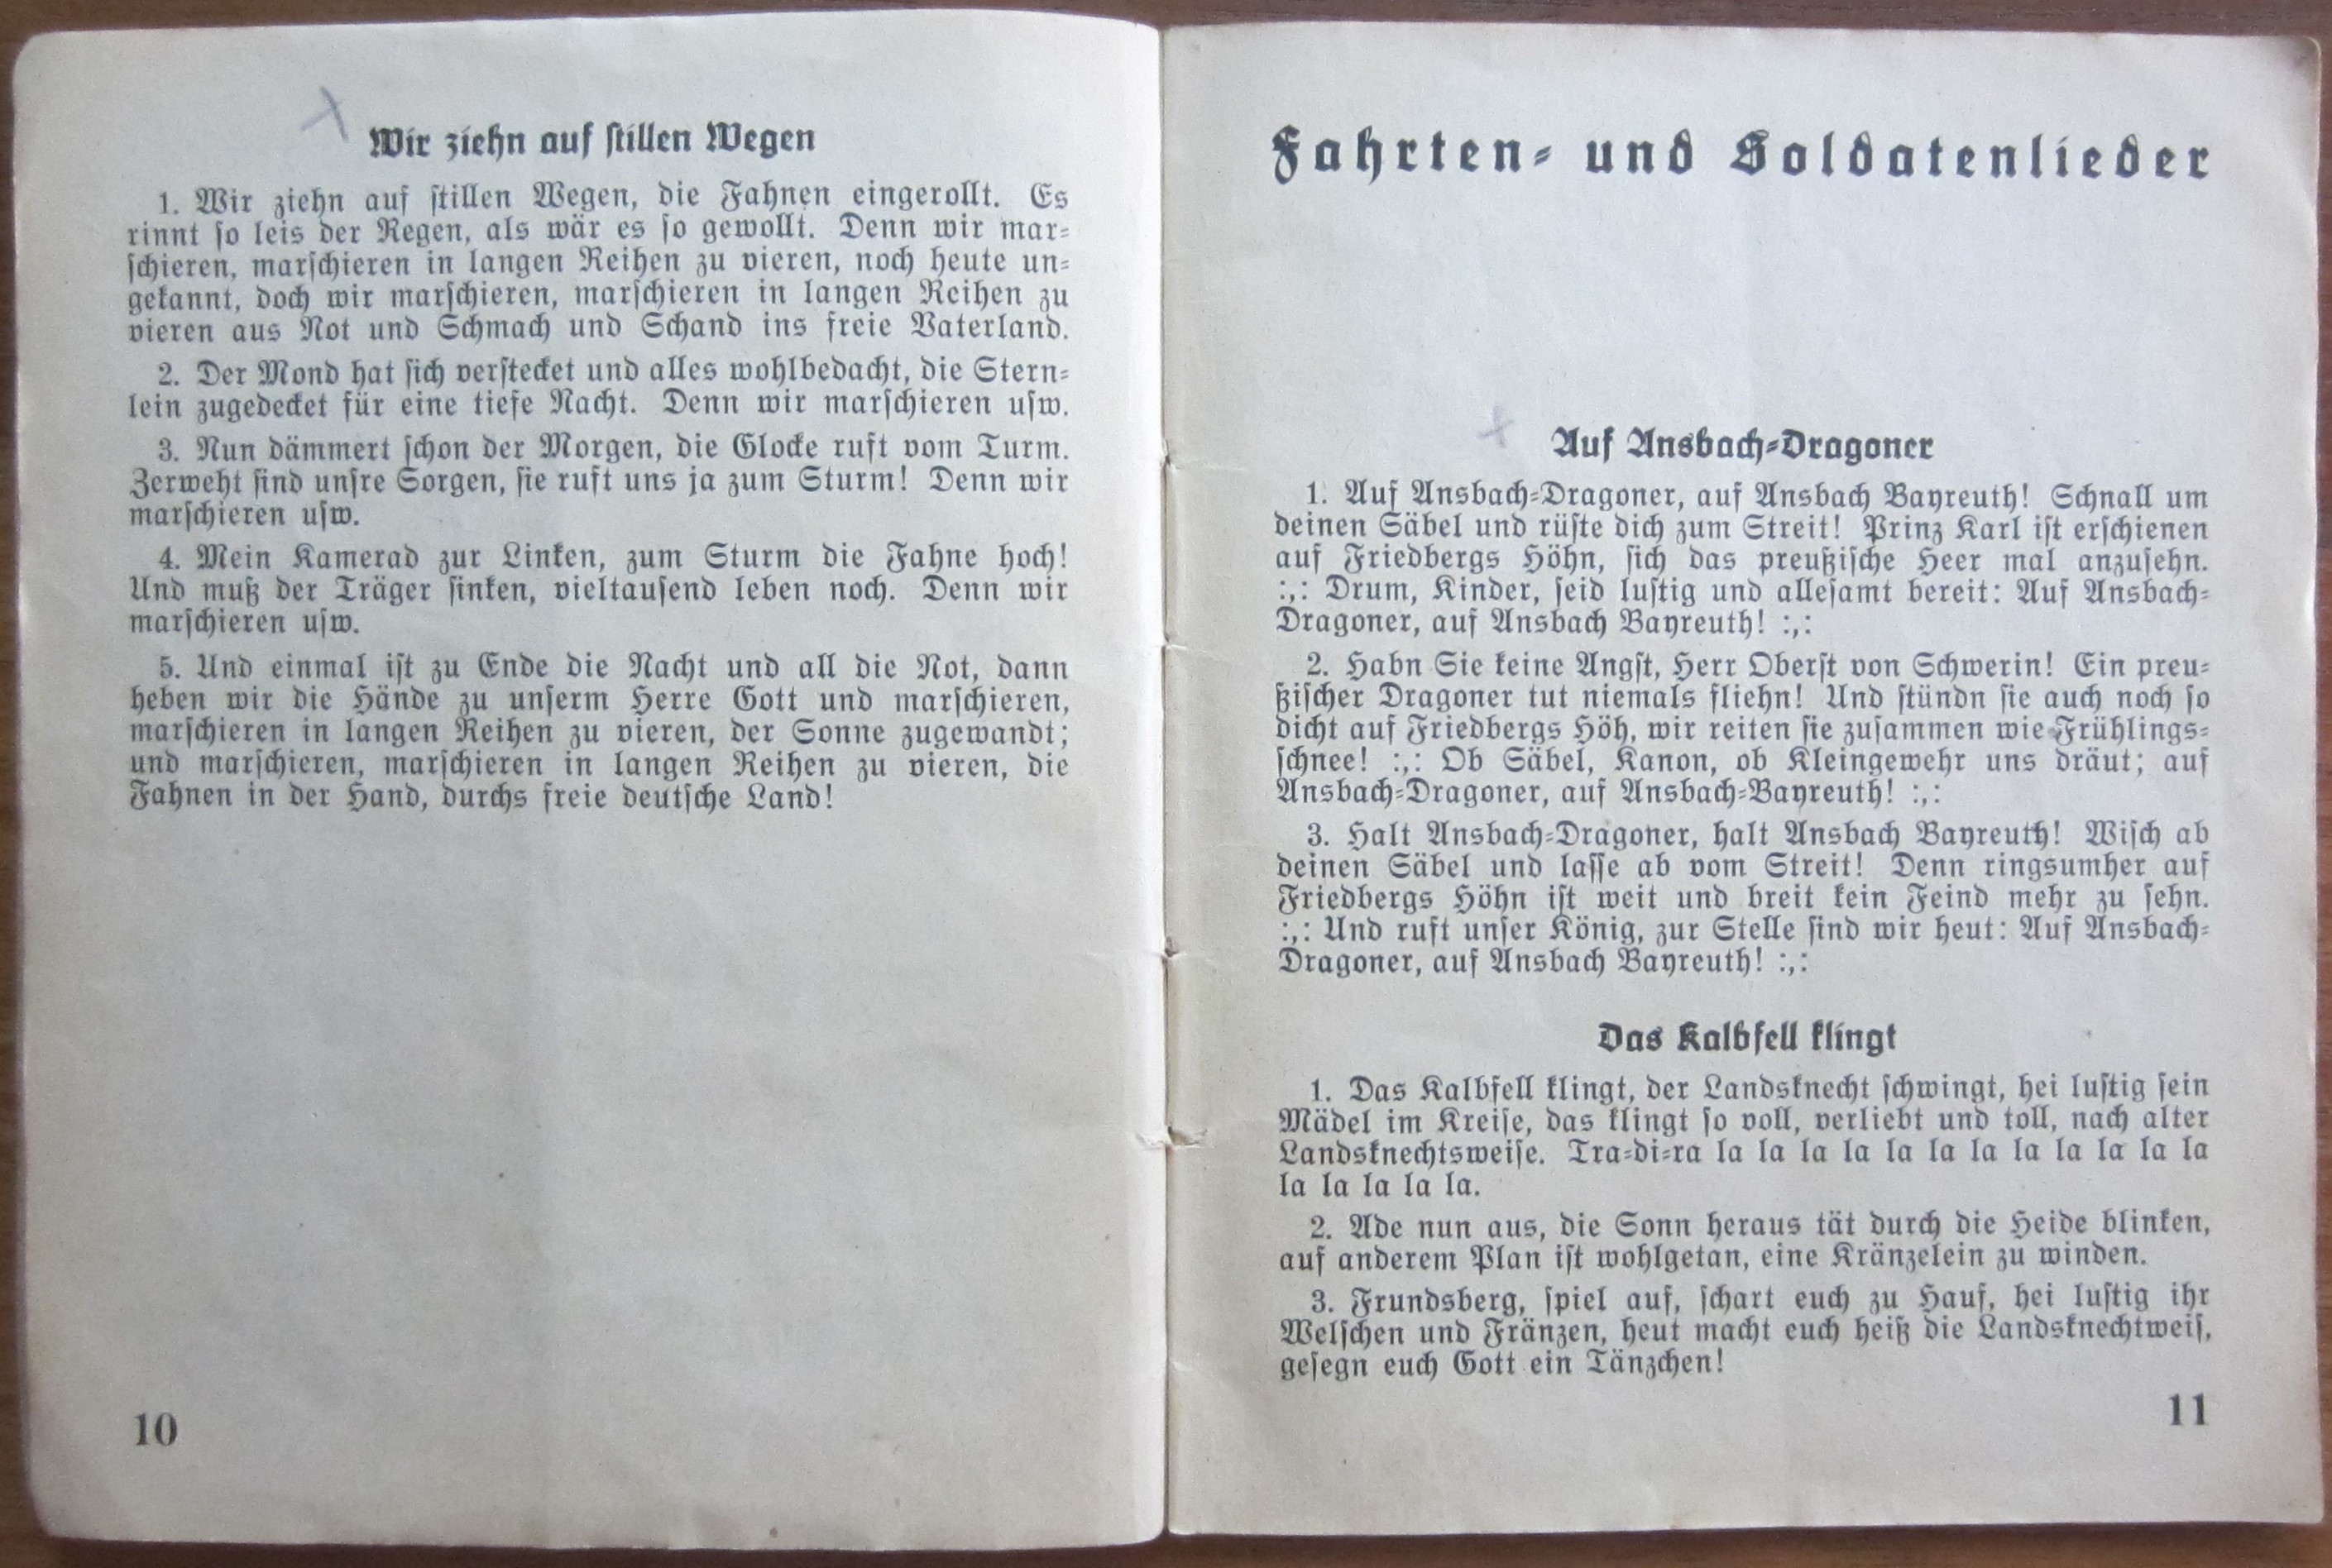 Wir ziehn auf stillen Wegen
1. Wir ziehn auf stillen Wegen, die Fahnen eingerollt. Es
rinnt so leis der Regen, als wär es so gewollt. Denn wir mar-
schieren, marschieren in langen Reihen zu vieren, noch heute un-
gekannt, doch wir marschieren, marschieren in langen Reihen zu
vieren aus Not und Schmach und Schand ins freie Vaterland.
2. Der Mond hat sich verstecket und alles wohlbedacht, die Stern-
lein zugedecket für eine tiefe Nacht. Denn wir marschieren usw.
3. Nun dämmert schon der Morgen, die Glocke ruft vom Turm.
Zerweht sind unsre Sorgen, sie ruft uns ja zum Sturm! Denn wir
marschieren usw.
4. Mein Kamerad zur Linken, zum Sturm die Fahne hoch!
Und muß der Träger sinken, vieltausend leben noch. Denn wir
marschieren usw.
5. Und einmal ist zu Ende die Nacht und all die Not, dann
heben wir die Hände zu unserm Herre Gott und marschieren,
marschieren in langen Reihen zu vieren, der Sonne zugewandt;
und marschieren, marschieren in langen Reihen zu vieren, die
Fahnen in der Hand, durchs freie deutsche Land!
10
Fahrten- und Soldatenlieder
Auf Ansbach-Dragoner
1. Auf Ansbach-Dragoner, auf Ansbach Bayreuth! Schnall um
deinen Säbel und rüste dich zum Streit! Prinz Karl ist erschienen
auf Friedbergs Höhn, sich das preußische Heer mal anzusehn.
:,: Drum, Kinder, seid lustig und allesamt bereit: Auf Ansbach-
Dragoner, auf Ansbach Bayreuth! :,:
2. Habn Sie keine Angst, Herr Oberst von Schwerin! Ein preu-
ßischer Dragoner tut niemals fliehn! Und stündn sie auch noch so
dicht auf Friedbergs Höh, wir reiten sie zusammen wie Frühlings-
schnee! :,: Ob Säbel, Kanon, ob Kleingewehr uns dräut; auf
Ansbach-Dragoner, auf Ansbach-Bayreuth! :,:
3. Halt Ansbach-Dragoner, halt Ansbach Bayreuth! Wisch ab
deinen Säbel und lasse ab vom Streit! Denn ringsumher auf
Friedbergs Höhn ist weit und breit kein Feind mehr zu sehn.
:,: Und ruft unser König, zur Stelle sind wir heut: Auf Ansbach-
Dragoner, auf Ansbach Bayreuth! :,:
Das Kalbfell klingt
1. Das Kalbfell klingt, der Landsknecht schwingt, hei lustig sein
Mädel im Kreise, das klingt so voll, verliebt und toll, nach alter
Landsknechtsweise. Tra-di-ra la la la la la la la la la la la la
la la la la la.
2. Ade nun aus, die Sonn heraus tät durch die Heide blinken,
auf anderem Plan ist wohlgetan, eine Kränzelein zu winden.
3. Frundsberg, spiel auf, schart euch zu Hauf, hei lustig ihr
Welschen und Fränzen, heut macht euch heiß die Landsknechtweis,
gesegn euch Gott ein Tänzchen!
11